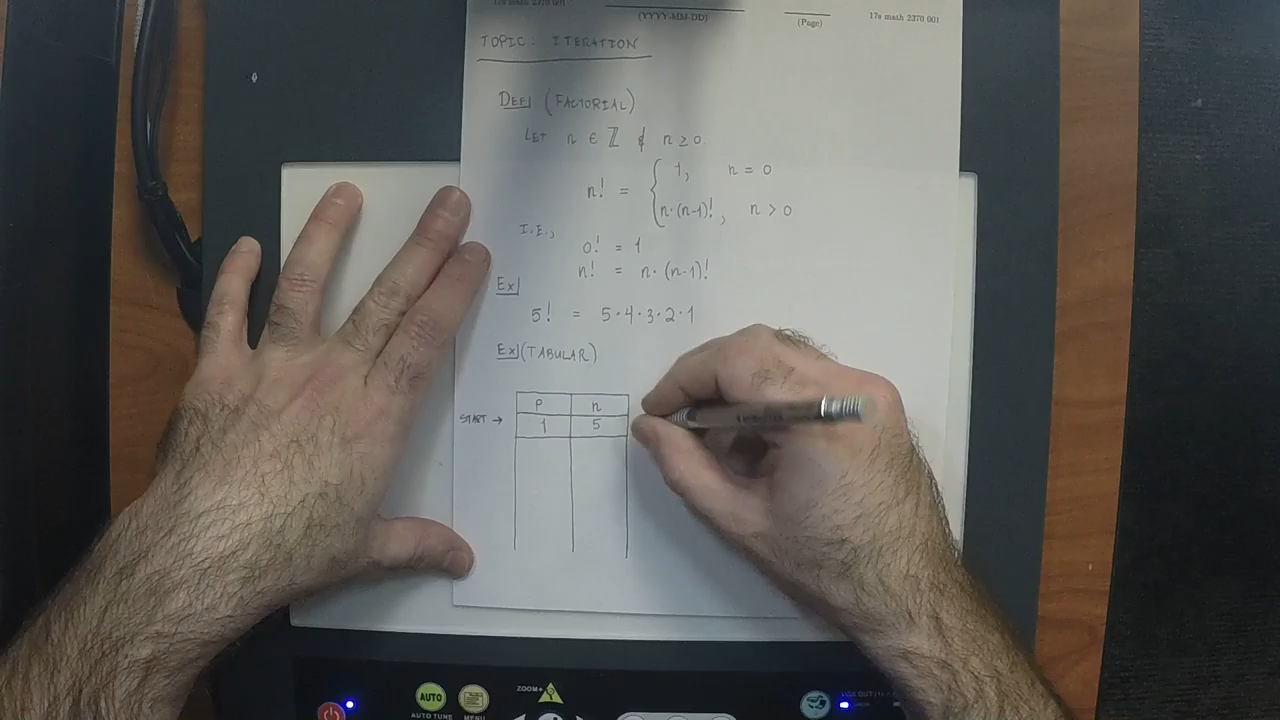 (YYYY-MM-DD)
(Page)
17s math 2370 001
TOPIC: ITERATION
DEF (FACTORIAL)
LET n ∈ ℤ & n ≥ 0.
n! = { 1, n = 0
n·(n-1)!, n > 0
I.E.,
0! = 1
n! = n·(n-1)!
Ex
5! = 5·4·3·2·1
Ex (TABULAR)
P n
START → 1 5
ZOOM+
AUTO
AUTO TUNE MENU